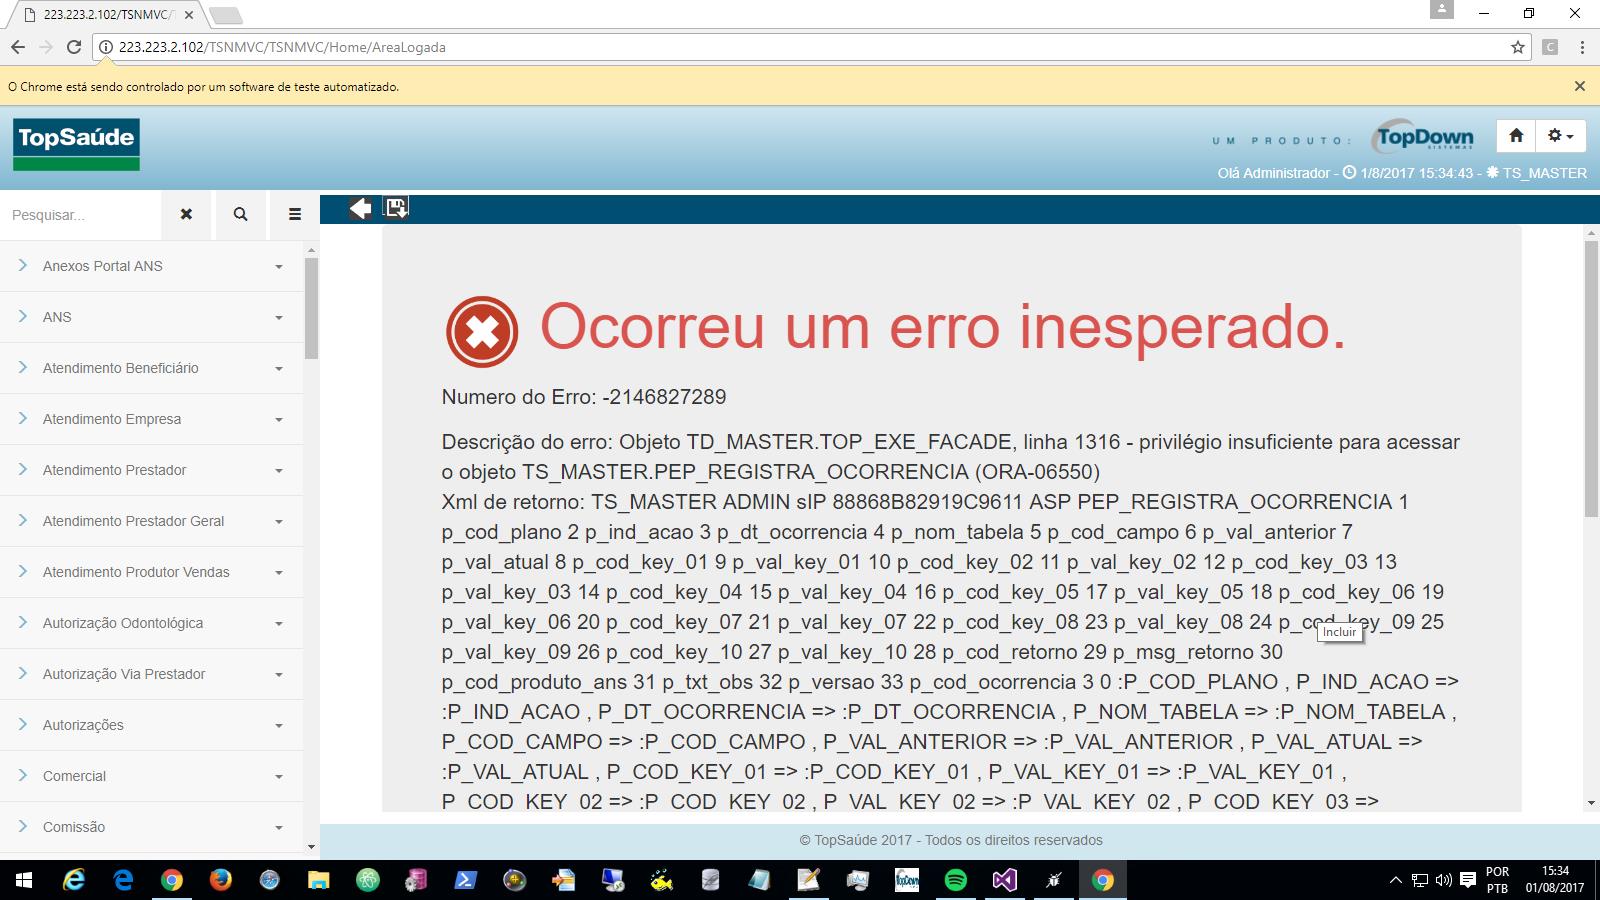 223.223.2.102/TSNMVC/T
223.223.2.102/TSNMVC/TSNMVC/Home/AreaLogada
C
O Chrome está sendo controlado por um software de teste automatizado.
TopSaúde
UM PRODUTO:
TopDown
SISTEMAS
Olá Administrador - 1/8/2017 15:34:43 - TS_MASTER
Pesquisar...
Anexos Portal ANS
ANS
Atendimento Beneficiário
Atendimento Empresa
Atendimento Prestador
Atendimento Prestador Geral
Atendimento Produtor Vendas
Autorização Odontológica
Autorização Via Prestador
Autorizações
Comercial
Comissão
Ocorreu um erro inesperado.
Numero do Erro: -2146827289
Descrição do erro: Objeto TD_MASTER.TOP_EXE_FACADE, linha 1316 - privilégio insuficiente para acessar
o objeto TS_MASTER.PEP_REGISTRA_OCORRENCIA (ORA-06550)
Xml de retorno: TS_MASTER ADMIN sIP 88868B82919C9611 ASP PEP_REGISTRA_OCORRENCIA 1
p_cod_plano 2 p_ind_acao 3 p_dt_ocorrencia 4 p_nom_tabela 5 p_cod_campo 6 p_val_anterior 7
p_val_atual 8 p_cod_key_01 9 p_val_key_01 10 p_cod_key_02 11 p_val_key_02 12 p_cod_key_03 13
p_val_key_03 14 p_cod_key_04 15 p_val_key_04 16 p_cod_key_05 17 p_val_key_05 18 p_cod_key_06 19
p_val_key_06 20 p_cod_key_07 21 p_val_key_07 22 p_cod_key_08 23 p_val_key_08 24 p_cod_key_09 25
Incluir
p_val_key_09 26 p_cod_key_10 27 p_val_key_10 28 p_cod_retorno 29 p_msg_retorno 30
p_cod_produto_ans 31 p_txt_obs 32 p_versao 33 p_cod_ocorrencia 3 0 :P_COD_PLANO , P_IND_ACAO =>
:P_IND_ACAO , P_DT_OCORRENCIA => :P_DT_OCORRENCIA , P_NOM_TABELA => :P_NOM_TABELA ,
P_COD_CAMPO => :P_COD_CAMPO , P_VAL_ANTERIOR => :P_VAL_ANTERIOR , P_VAL_ATUAL =>
:P_VAL_ATUAL , P_COD_KEY_01 => :P_COD_KEY_01 , P_VAL_KEY_01 => :P_VAL_KEY_01 ,
P_COD_KEY_02 => :P_COD_KEY_02 , P_VAL_KEY_02 => :P_VAL_KEY_02 , P_COD_KEY_03 =>
© TopSaúde 2017 - Todos os direitos reservados
TopDown
POR
PTB
15:34
01/08/2017